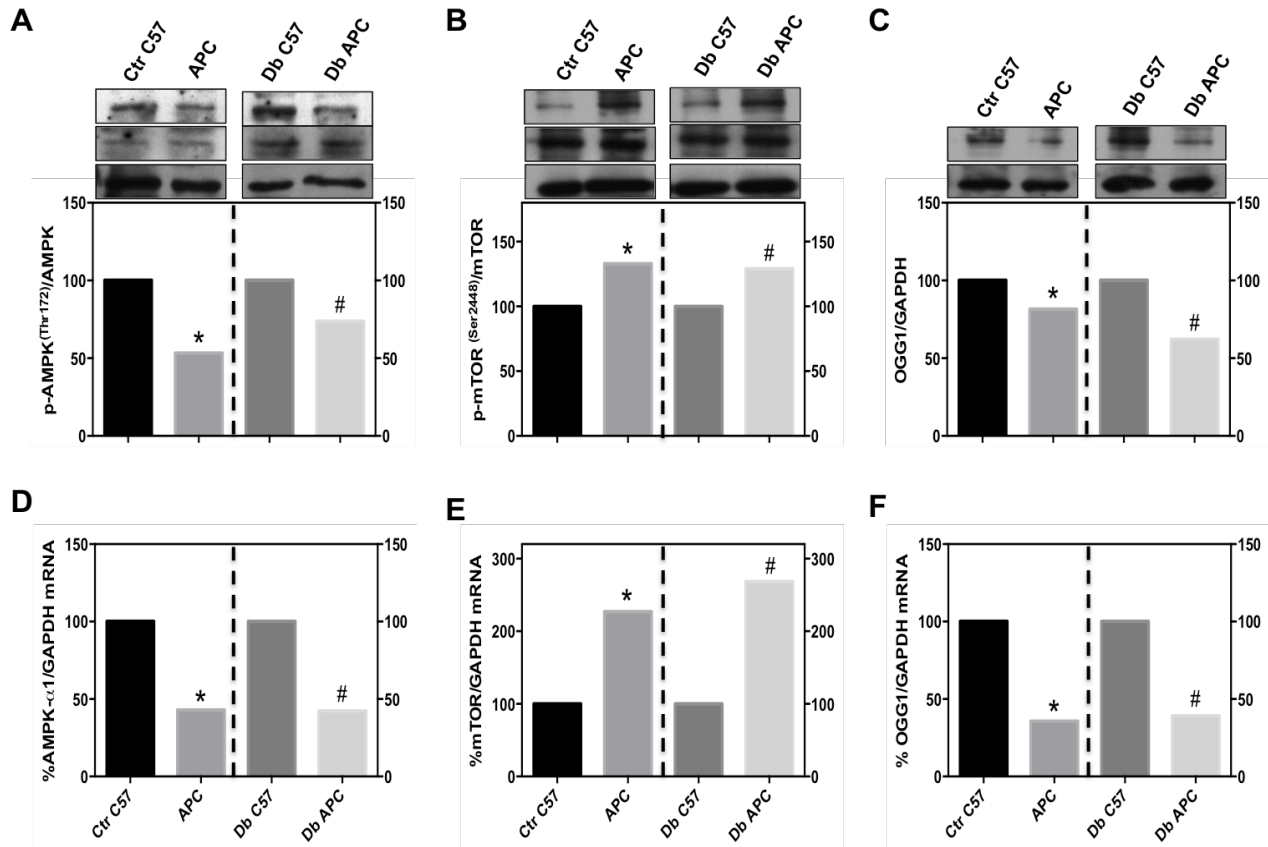 A
Ctr C57
APC
Db C57
Db APC
150
100
50
0
p-AMPK(Thr172)/AMPK
*
#
150
100
50
0
B
Ctr C57
APC
Db C57
Db APC
150
100
50
0
p-mTOR (Ser2448)/mTOR
*
#
150
100
50
0
C
Ctr C57
APC
Db C57
Db APC
150
100
50
0
OGG1/GAPDH
*
#
150
100
50
0
D
150
100
50
0
%AMPK-α1/GAPDH mRNA
*
#
150
100
50
0
Ctr C57
APC
Db C57
Db APC
E
300
200
100
0
%mTOR/GAPDH mRNA
*
#
300
200
100
0
Ctr C57
APC
Db C57
Db APC
F
150
100
50
0
% OGG1/GAPDH mRNA
*
#
150
100
50
0
Ctr C57
APC
Db C57
Db APC